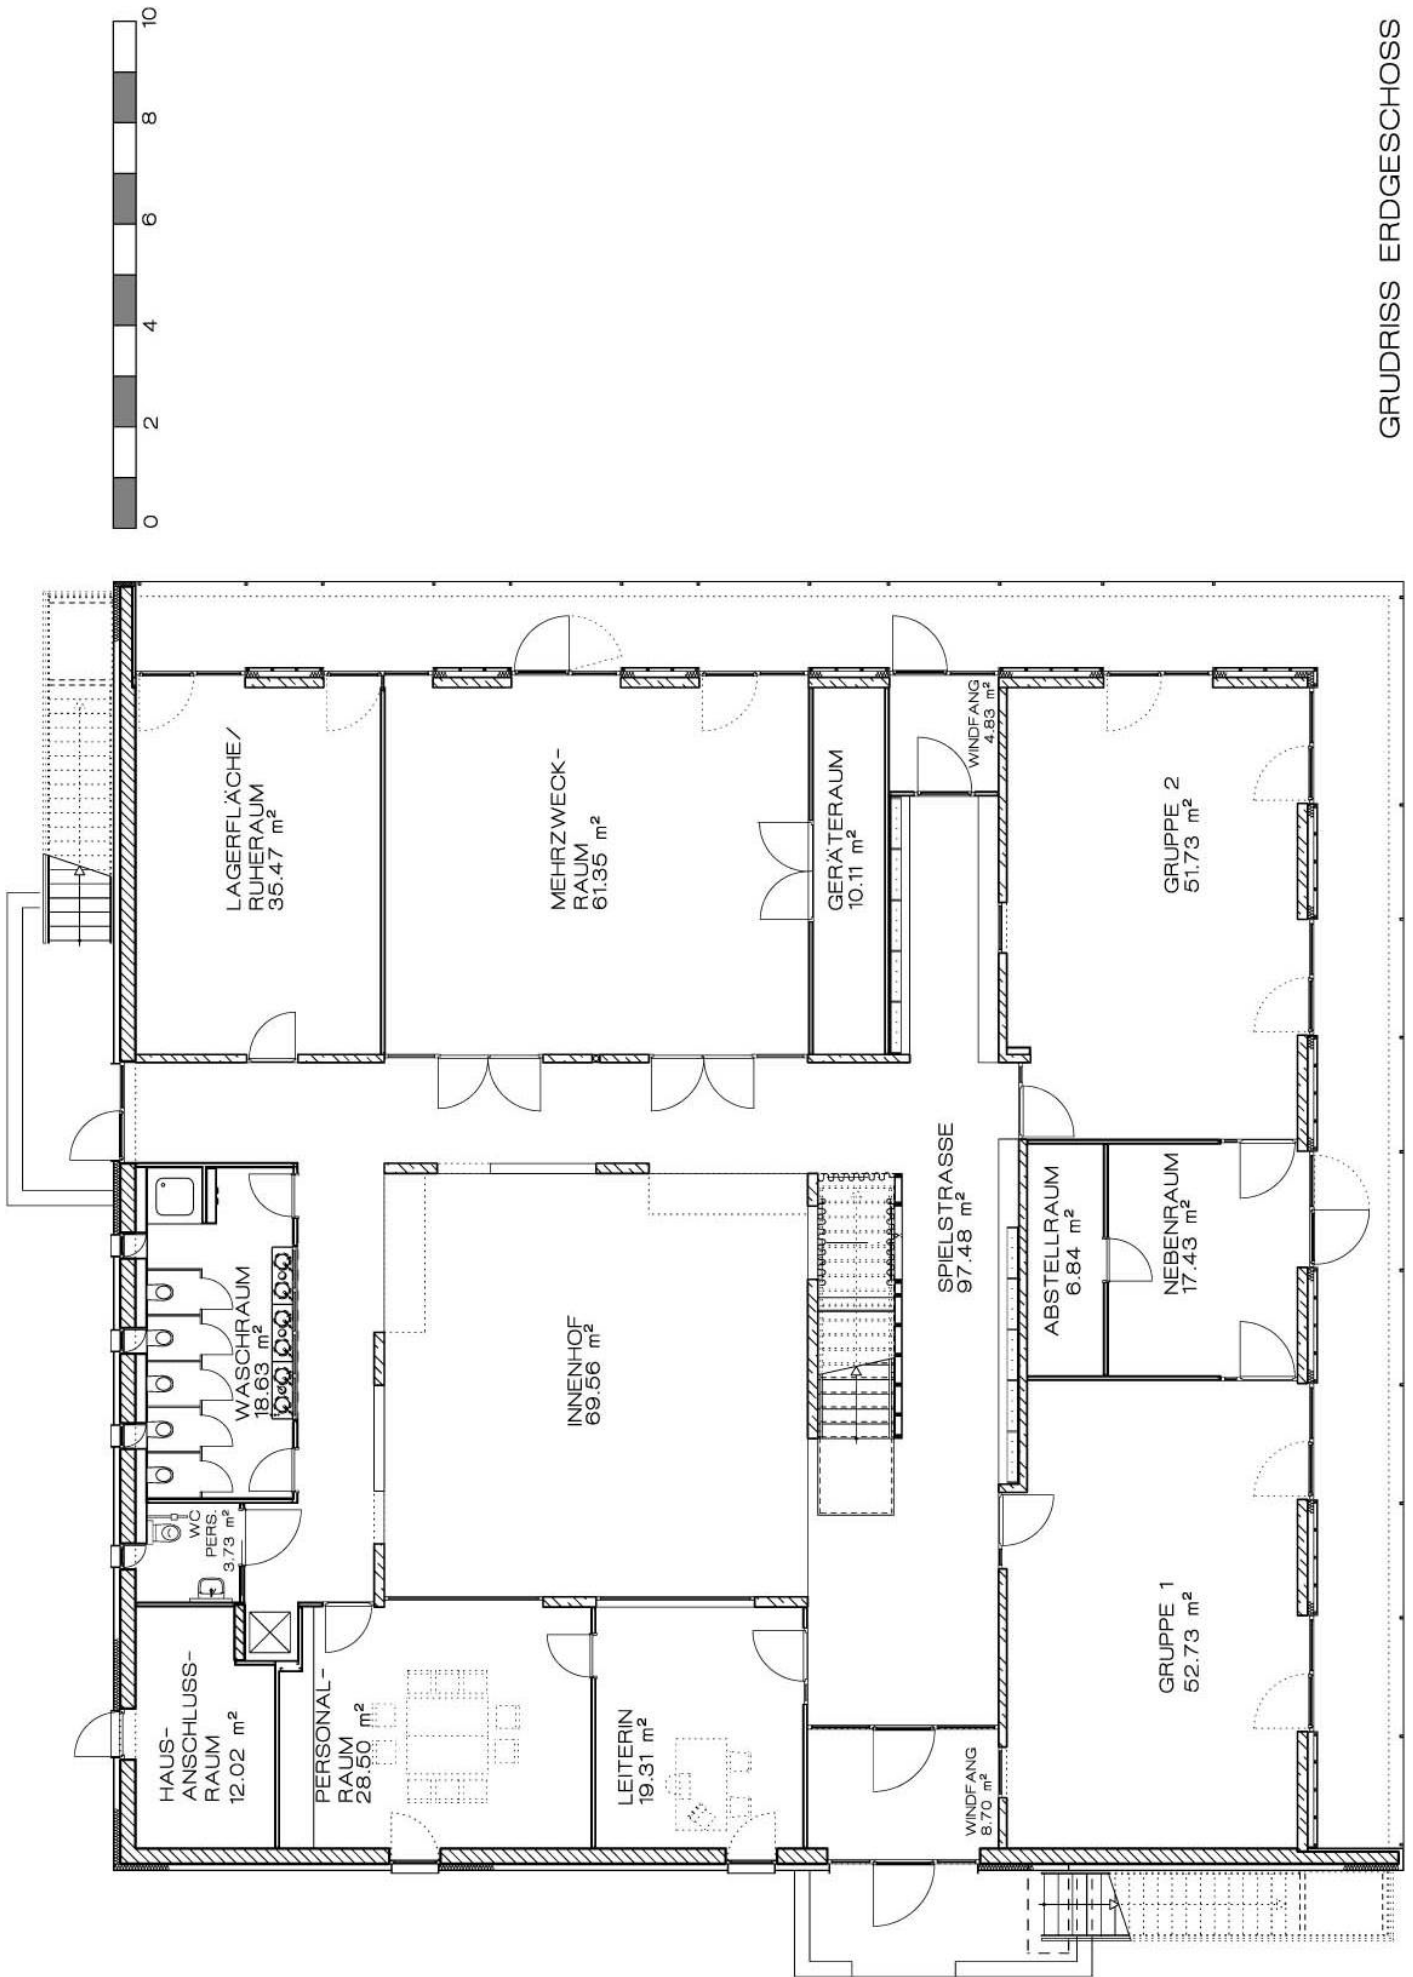 0 2 4 6 8 10
GRUDRISS ERDGESCHOSS
HAUS-
ANSCHLUSS-
RAUM
12.02 m²
WC
PERS.
3.73 m²
WASCHRAUM
18.63 m²
LAGERFLÄCHE/
RUHERAUM
35.47 m²
PERSONAL-
RAUM
28.50 m²
INNENHOF
69.56 m²
MEHRZWECK-
RAUM
61.35 m²
LEITERIN
19.31 m²
GERÄTERAUM
10.11 m²
SPIELSTRASSE
97.48 m²
WINDFANG
8.70 m²
WINDFANG
4.83 m²
ABSTELLRAUM
6.84 m²
GRUPPE 1
52.73 m²
NEBENRAUM
17.43 m²
GRUPPE 2
51.73 m²